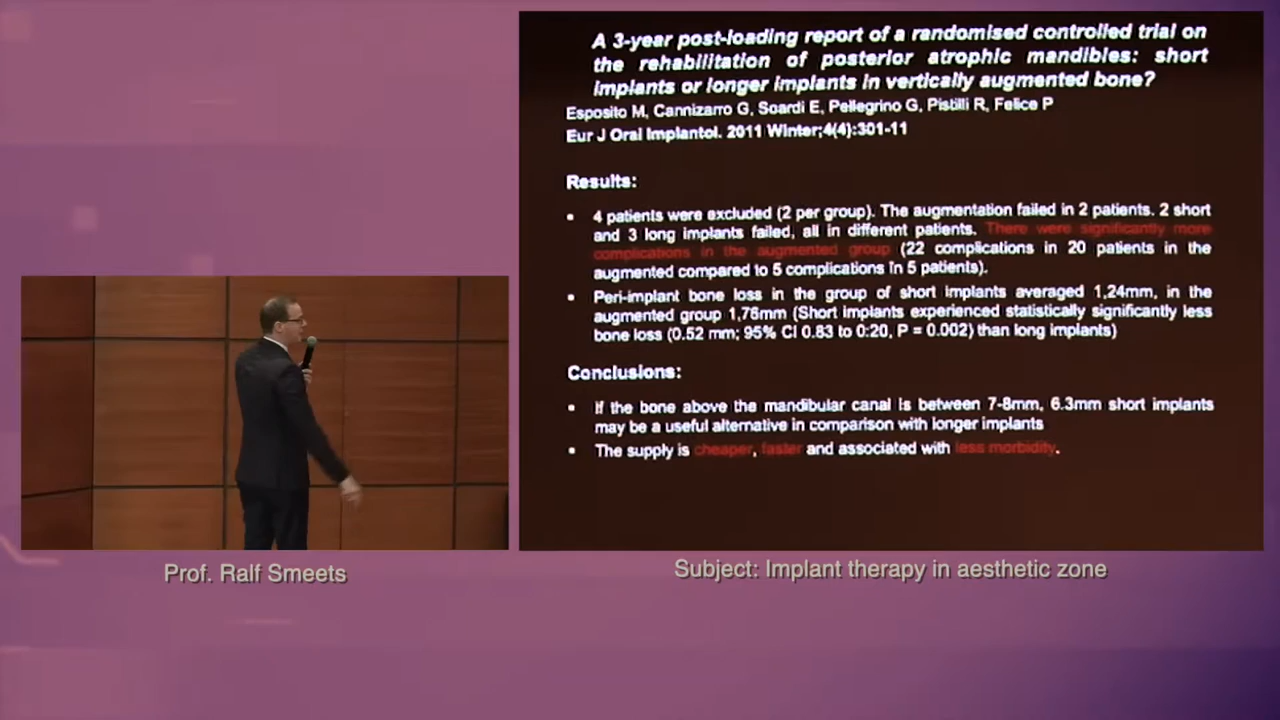 A 3-year post-loading report of a randomised controlled trial on
the rehabilitation of posterior atrophic mandibles: short
implants or longer implants in vertically augmented bone?
Esposito M, Cannizarro G, Soardi E, Pellegrino G, Pistilli R, Felice P
Eur J Oral Implantol. 2011 Winter;4(4):301-11
Results:
• 4 patients were excluded (2 per group). The augmentation failed in 2 patients. 2 short
and 3 long implants failed, all in different patients. There were significantly more
complications in the augmented group (22 complications in 20 patients in the
augmented compared to 5 complications in 5 patients).
• Peri-implant bone loss in the group of short implants averaged 1,24mm, in the
augmented group 1,76mm (Short implants experienced statistically significantly less
bone loss (0.52 mm; 95% CI 0.83 to 0:20, P = 0.002) than long implants)
Conclusions:
• If the bone above the mandibular canal is between 7-8mm, 6.3mm short implants
may be a useful alternative in comparison with longer implants
• The supply is cheaper, faster and associated with less morbidity.
Prof. Ralf Smeets
Subject: Implant therapy in aesthetic zone